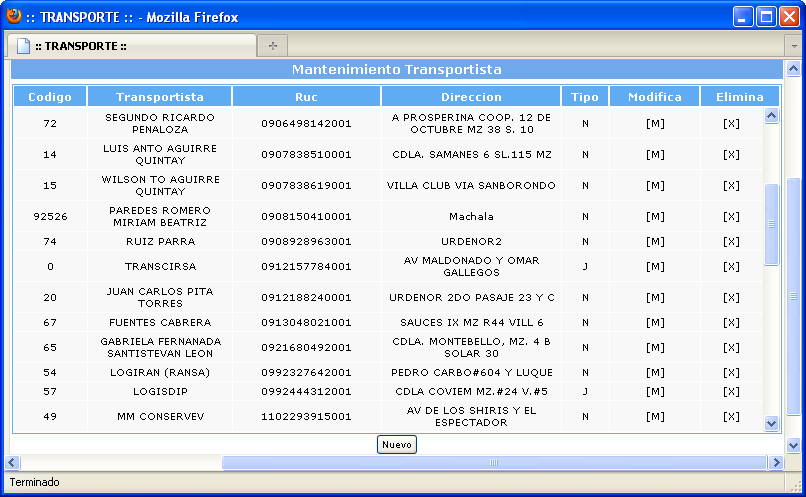 :: TRANSPORTE :: - Mozilla Firefox
:: TRANSPORTE ::
Mantenimiento Transportista
Codigo Transportista Ruc Direccion Tipo Modifica Elimina
72 SEGUNDO RICARDO PENALOZA 0906498142001 A PROSPERINA COOP. 12 DE OCTUBRE MZ 38 S. 10 N [M] [X]
14 LUIS ANTO AGUIRRE QUINTAY 0907838510001 CDLA. SAMANES 6 SL.115 MZ N [M] [X]
15 WILSON TO AGUIRRE QUINTAY 0907838619001 VILLA CLUB VIA SANBORONDO N [M] [X]
92526 PAREDES ROMERO MIRIAM BEATRIZ 0908150410001 Machala N [M] [X]
74 RUIZ PARRA 0908928963001 URDENOR2 N [M] [X]
0 TRANSCIRSA 0912157784001 AV MALDONADO Y OMAR GALLEGOS J [M] [X]
20 JUAN CARLOS PITA TORRES 0912188240001 URDENOR 2DO PASAJE 23 Y C N [M] [X]
67 FUENTES CABRERA 0913048021001 SAUCES IX MZ R44 VILL 6 N [M] [X]
65 GABRIELA FERNANADA SANTISTEVAN LEON 0921680492001 CDLA. MONTEBELLO, MZ. 4 B SOLAR 30 N [M] [X]
54 LOGIRAN (RANSA) 0992327642001 PEDRO CARBO#604 Y LUQUE N [M] [X]
57 LOGISDIP 0992444312001 CDLA COVIEM MZ.#24 V.#5 J [M] [X]
49 MM CONSERVEV 1102293915001 AV DE LOS SHIRIS Y EL ESPECTADOR N [M] [X]
Nuevo
Terminado